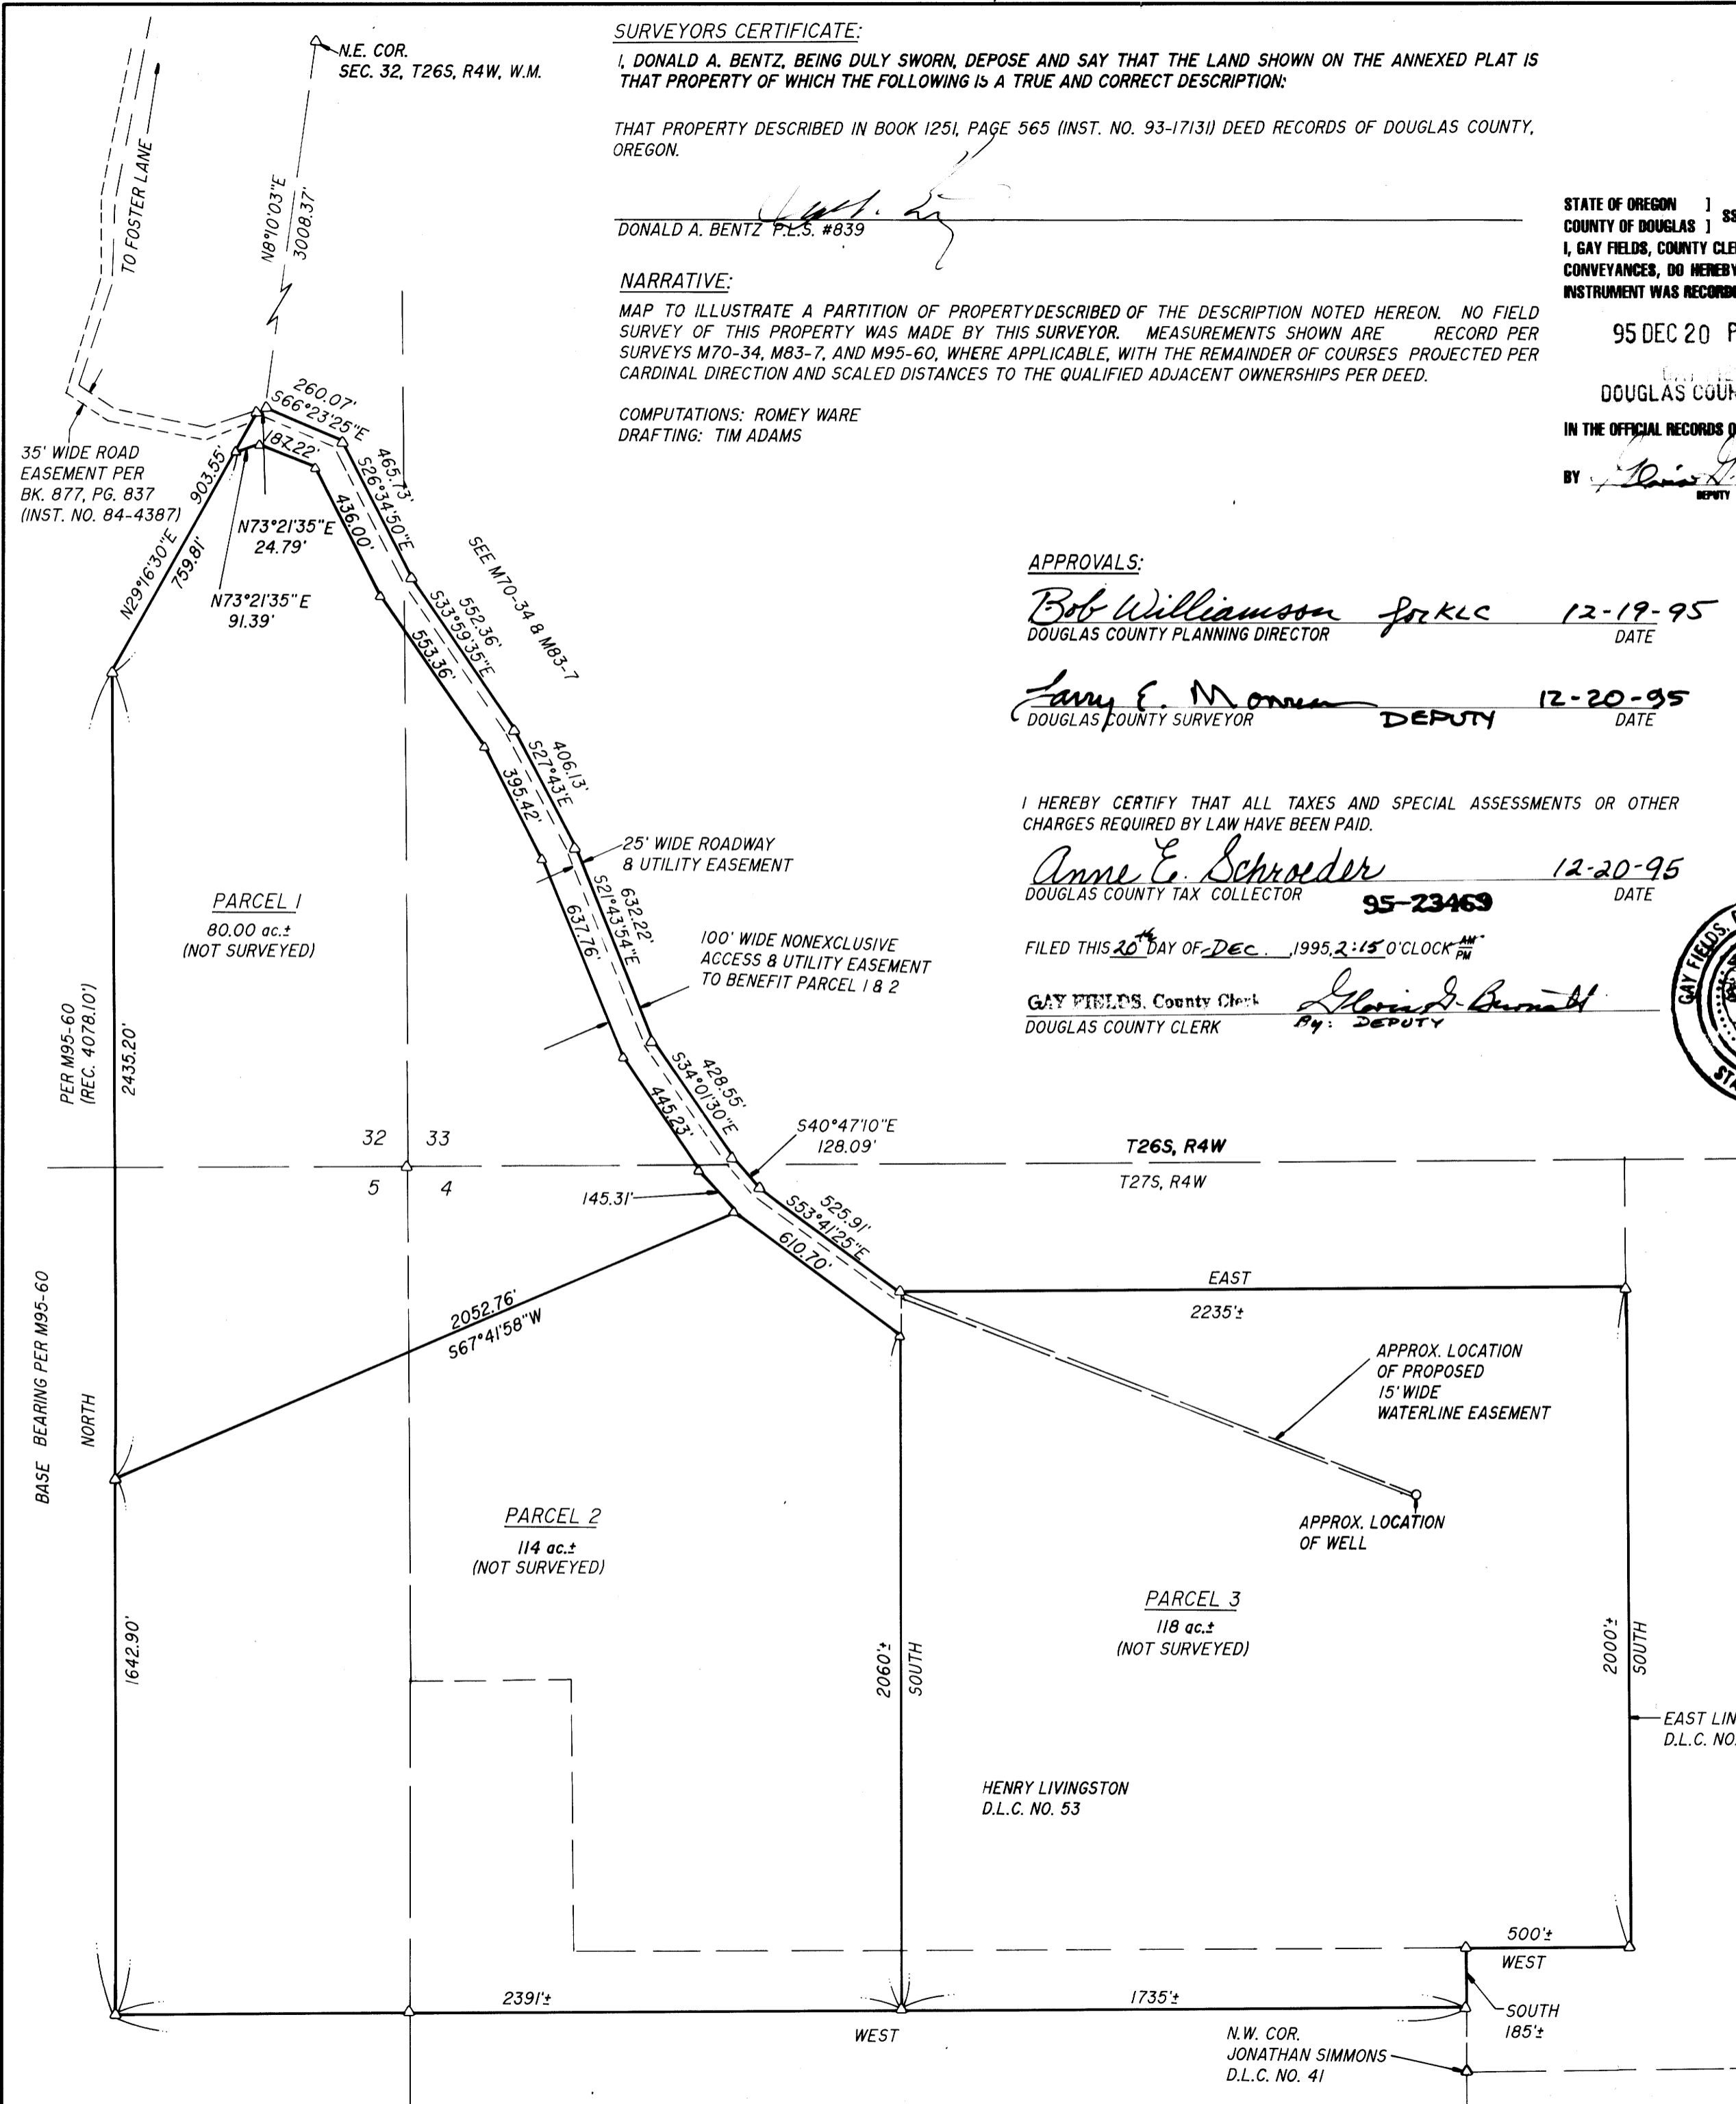 SURVEYORS CERTIFICATE:
I, DONALD A. BENTZ, BEING DULY SWORN, DEPOSE AND SAY THAT THE LAND SHOWN ON THE ANNEXED PLAT IS
THAT PROPERTY OF WHICH THE FOLLOWING IS A TRUE AND CORRECT DESCRIPTION:
THAT PROPERTY DESCRIBED IN BOOK 1251, PAGE 565 (INST. NO. 93-17131) DEED RECORDS OF DOUGLAS COUNTY,
OREGON.
DONALD A. BENTZ P.L.S. #839
NARRATIVE:
MAP TO ILLUSTRATE A PARTITION OF PROPERTYDESCRIBED OF THE DESCRIPTION NOTED HEREON. NO FIELD
SURVEY OF THIS PROPERTY WAS MADE BY THIS SURVEYOR. MEASUREMENTS SHOWN ARE RECORD PER
SURVEYS M70-34, M83-7, AND M95-60, WHERE APPLICABLE, WITH THE REMAINDER OF COURSES PROJECTED PER
CARDINAL DIRECTION AND SCALED DISTANCES TO THE QUALIFIED ADJACENT OWNERSHIPS PER DEED.
COMPUTATIONS: ROMEY WARE
DRAFTING: TIM ADAMS
STATE OF OREGON ]
COUNTY OF DOUGLAS ] SS
I, GAY FIELDS, COUNTY CLE
CONVEYANCES, DO HEREBY
INSTRUMENT WAS RECORD
95 DEC 20 P
DOUGLAS COU
IN THE OFFICIAL RECORDS O
BY
DEPUTY
APPROVALS:
Bob Williamson for KLC 12-19-95
DOUGLAS COUNTY PLANNING DIRECTOR DATE
Larry E. 12-20-95
DOUGLAS COUNTY SURVEYOR DEPUTY DATE
I HEREBY CERTIFY THAT ALL TAXES AND SPECIAL ASSESSMENTS OR OTHER
CHARGES REQUIRED BY LAW HAVE BEEN PAID.
Anne E. Schroeder 12-20-95
DOUGLAS COUNTY TAX COLLECTOR DATE
95-23469
FILED THIS 20th DAY OF DEC. ,1995, 2:15 O'CLOCK AM PM
GAY FIELDS, County Clerk
DOUGLAS COUNTY CLERK By: DEPUTY
GAY FIELDS,
N.E. COR.
SEC. 32, T26S, R4W, W.M.
TO FOSTER LANE
N8°10'03"E
3008.37'
35' WIDE ROAD
EASEMENT PER
BK. 877, PG. 837
(INST. NO. 84-4387)
260.07'
S66°23'25"E
187.22'
903.55'
N29°16'30"E
759.81'
N73°21'35"E
24.79'
N73°21'35"E
91.39'
465.73'
S26°34'50"E
436.00'
SEE M70-34 & M83-7
552.36'
S33°59'35"E
553.36'
406.13'
S27°43'E
395.42'
25' WIDE ROADWAY
& UTILITY EASEMENT
632.22'
S21°43'54"E
637.76'
100' WIDE NONEXCLUSIVE
ACCESS & UTILITY EASEMENT
TO BENEFIT PARCEL 1 & 2
428.55'
S34°01'30"E
445.23'
S40°47'10"E
128.09'
145.31'
525.91'
S53°41'25"E
610.70'
PARCEL 1
80.00 ac.±
(NOT SURVEYED)
PER M95-60
(REC. 4078.10')
2435.20'
32 33
5 4
T26S, R4W
T27S, R4W
EAST
2235'±
2052.76'
S67°41'58"W
BASE BEARING PER M95-60
NORTH
APPROX. LOCATION
OF PROPOSED
15' WIDE
WATERLINE EASEMENT
APPROX. LOCATION
OF WELL
PARCEL 2
114 ac.±
(NOT SURVEYED)
PARCEL 3
118 ac.±
(NOT SURVEYED)
1642.90'
2060'±
SOUTH
2000'±
SOUTH
EAST LIN
D.L.C. NO.
HENRY LIVINGSTON
D.L.C. NO. 53
500'±
WEST
2391'±
1735'±
WEST
SOUTH
185'±
N.W. COR.
JONATHAN SIMMONS
D.L.C. NO. 41